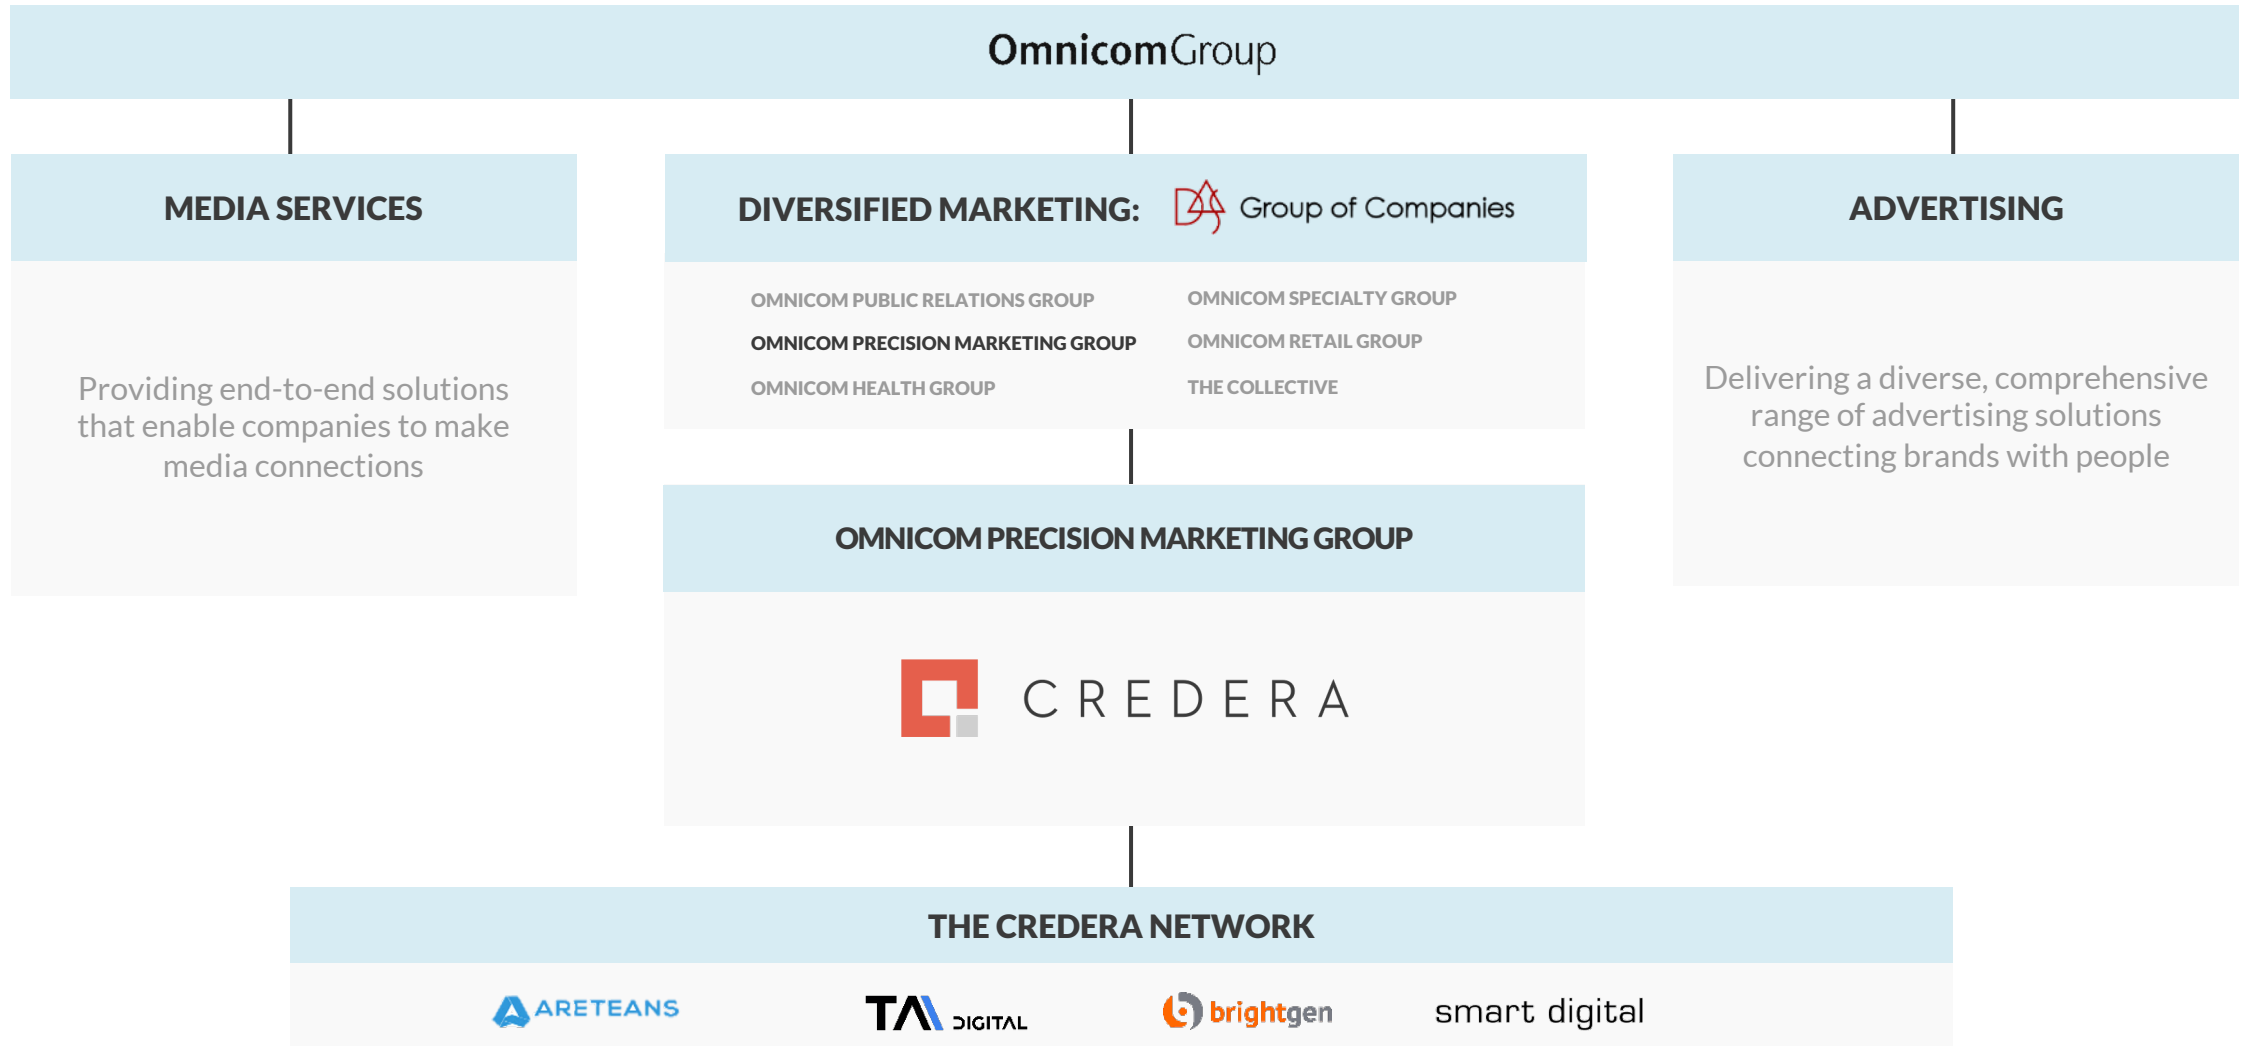 OmnicomGroup
MEDIA SERVICES
Providing end-to-end solutions
that enable companies to make
media connections
DIVERSIFIED MARKETING: DAS Group of Companies
OMNICOM PUBLIC RELATIONS GROUP
OMNICOM PRECISION MARKETING GROUP
OMNICOM HEALTH GROUP
OMNICOM SPECIALTY GROUP
OMNICOM RETAIL GROUP
THE COLLECTIVE
ADVERTISING
Delivering a diverse, comprehensive
range of advertising solutions
connecting brands with people
OMNICOM PRECISION MARKETING GROUP
CREDERA
THE CREDERA NETWORK
ARETEANS
TA DIGITAL
brightgen
smart digital